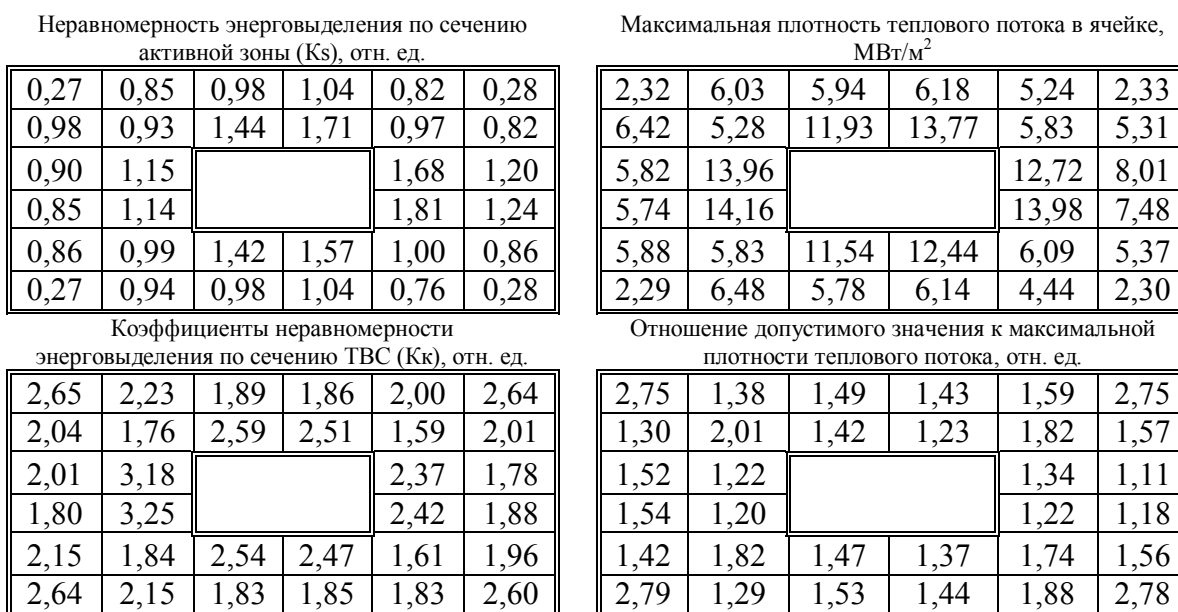 Неравномерность энерговыделения по сечению
активной зоны (Ks), отн. ед.
0,27 0,85 0,98 1,04 0,82 0,28
0,98 0,93 1,44 1,71 0,97 0,82
0,90 1,15 1,68 1,20
0,85 1,14 1,81 1,24
0,86 0,99 1,42 1,57 1,00 0,86
0,27 0,94 0,98 1,04 0,76 0,28
Максимальная плотность теплового потока в ячейке,
МВт/м²
2,32 6,03 5,94 6,18 5,24 2,33
6,42 5,28 11,93 13,77 5,83 5,31
5,82 13,96 12,72 8,01
5,74 14,16 13,98 7,48
5,88 5,83 11,54 12,44 6,09 5,37
2,29 6,48 5,78 6,14 4,44 2,30
Коэффициенты неравномерности
энерговыделения по сечению ТВС (Кк), отн. ед.
2,65 2,23 1,89 1,86 2,00 2,64
2,04 1,76 2,59 2,51 1,59 2,01
2,01 3,18 2,37 1,78
1,80 3,25 2,42 1,88
2,15 1,84 2,54 2,47 1,61 1,96
2,64 2,15 1,83 1,85 1,83 2,60
Отношение допустимого значения к максимальной
плотности теплового потока, отн. ед.
2,75 1,38 1,49 1,43 1,59 2,75
1,30 2,01 1,42 1,23 1,82 1,57
1,52 1,22 1,34 1,11
1,54 1,20 1,22 1,18
1,42 1,82 1,47 1,37 1,74 1,56
2,79 1,29 1,53 1,44 1,88 2,78